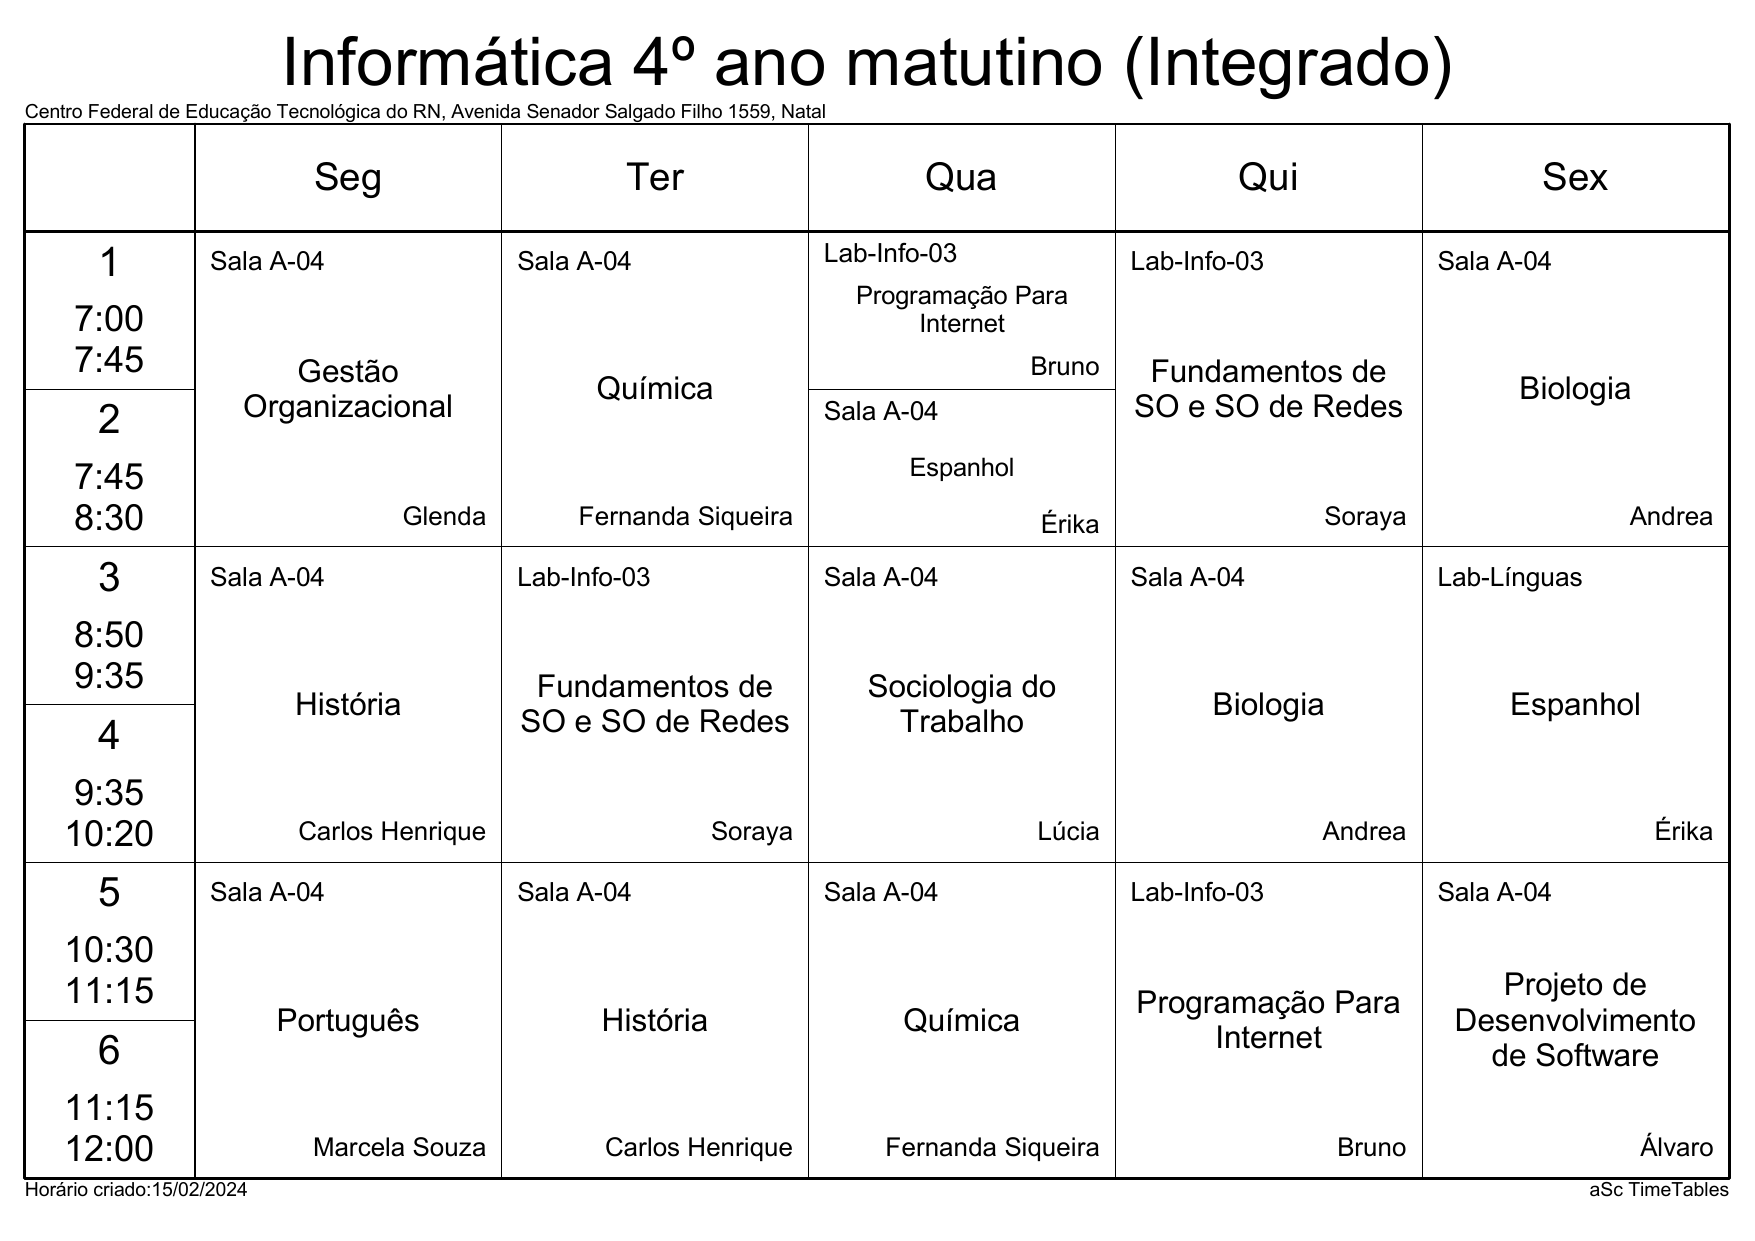 Informática 4º ano matutino (Integrado)
Centro Federal de Educação Tecnológica do RN, Avenida Senador Salgado Filho 1559, Natal
Seg
Ter
Qua
Qui
Sex
1
7:00
7:45
2
7:45
8:30
Sala A-04
Gestão
Organizacional
Glenda
Sala A-04
Química
Fernanda Siqueira
Lab-Info-03
Programação Para
Internet
Bruno
Sala A-04
Espanhol
Érika
Lab-Info-03
Fundamentos de
SO e SO de Redes
Soraya
Sala A-04
Biologia
Andrea
3
8:50
9:35
4
9:35
10:20
Sala A-04
História
Carlos Henrique
Lab-Info-03
Fundamentos de
SO e SO de Redes
Soraya
Sala A-04
Sociologia do
Trabalho
Lúcia
Sala A-04
Biologia
Andrea
Lab-Línguas
Espanhol
Érika
5
10:30
11:15
6
11:15
12:00
Sala A-04
Português
Marcela Souza
Sala A-04
História
Carlos Henrique
Sala A-04
Química
Fernanda Siqueira
Lab-Info-03
Programação Para
Internet
Bruno
Sala A-04
Projeto de
Desenvolvimento
de Software
Álvaro
Horário criado:15/02/2024
aSc TimeTables